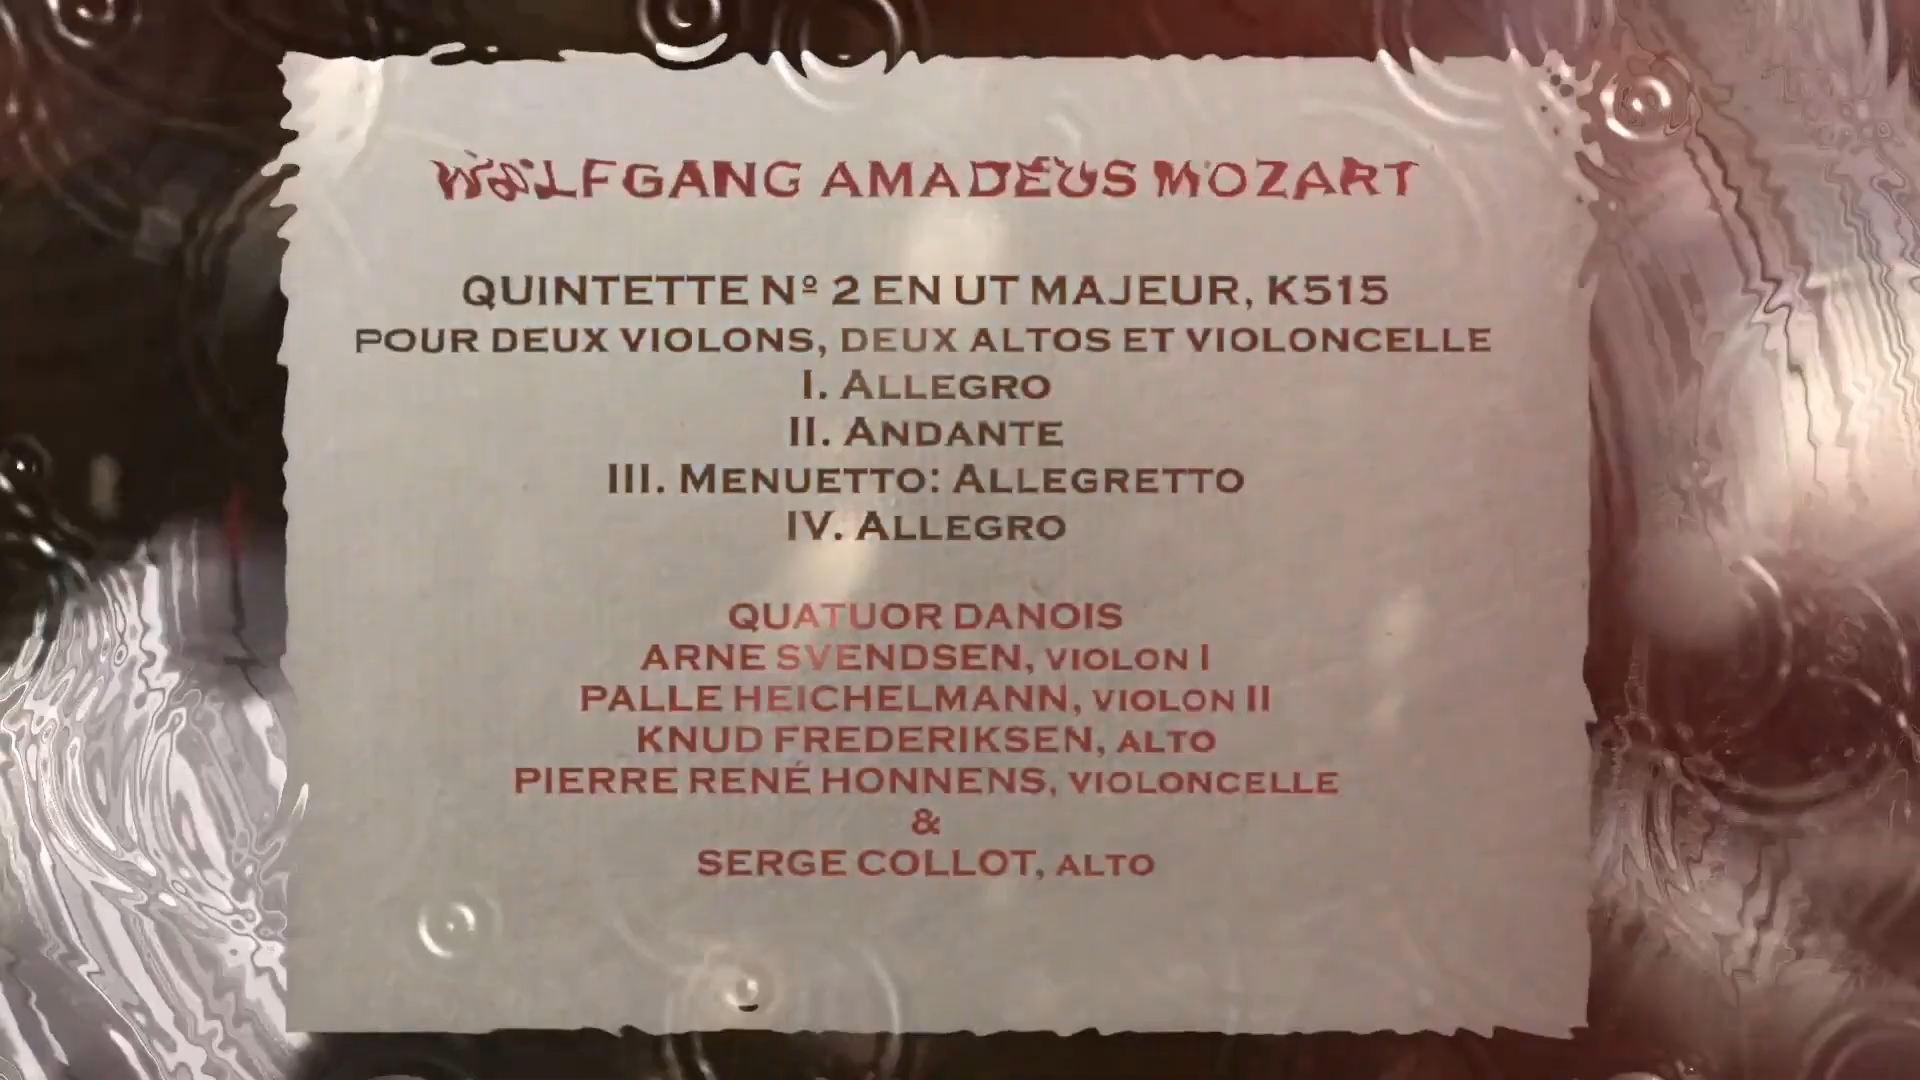 WOLFGANG AMADEUS MOZART
QUINTETTE Nº 2 EN UT MAJEUR, K515
POUR DEUX VIOLONS, DEUX ALTOS ET VIOLONCELLE
I. ALLEGRO
II. ANDANTE
III. MENUETTO: ALLEGRETTO
IV. ALLEGRO
QUATUOR DANOIS
ARNE SVENDSEN, VIOLON I
PALLE HEICHELMANN, VIOLON II
KNUD FREDERIKSEN, ALTO
PIERRE RENÉ HONNENS, VIOLONCELLE
&
SERGE COLLOT, ALTO